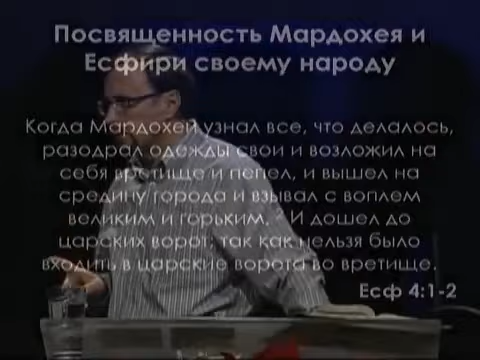 Посвященность Мардохея и
Есфири своему народу
Когда Мардохей узнал все, что делалось,
разодрал одежды свои и возложил на
себя вретище и пепел, и вышел на
средину города и взывал с воплем
великим и горьким.   И дошел до
царских ворот, так как нельзя было
входить в царские ворота во вретище.
Есф 4:1-2